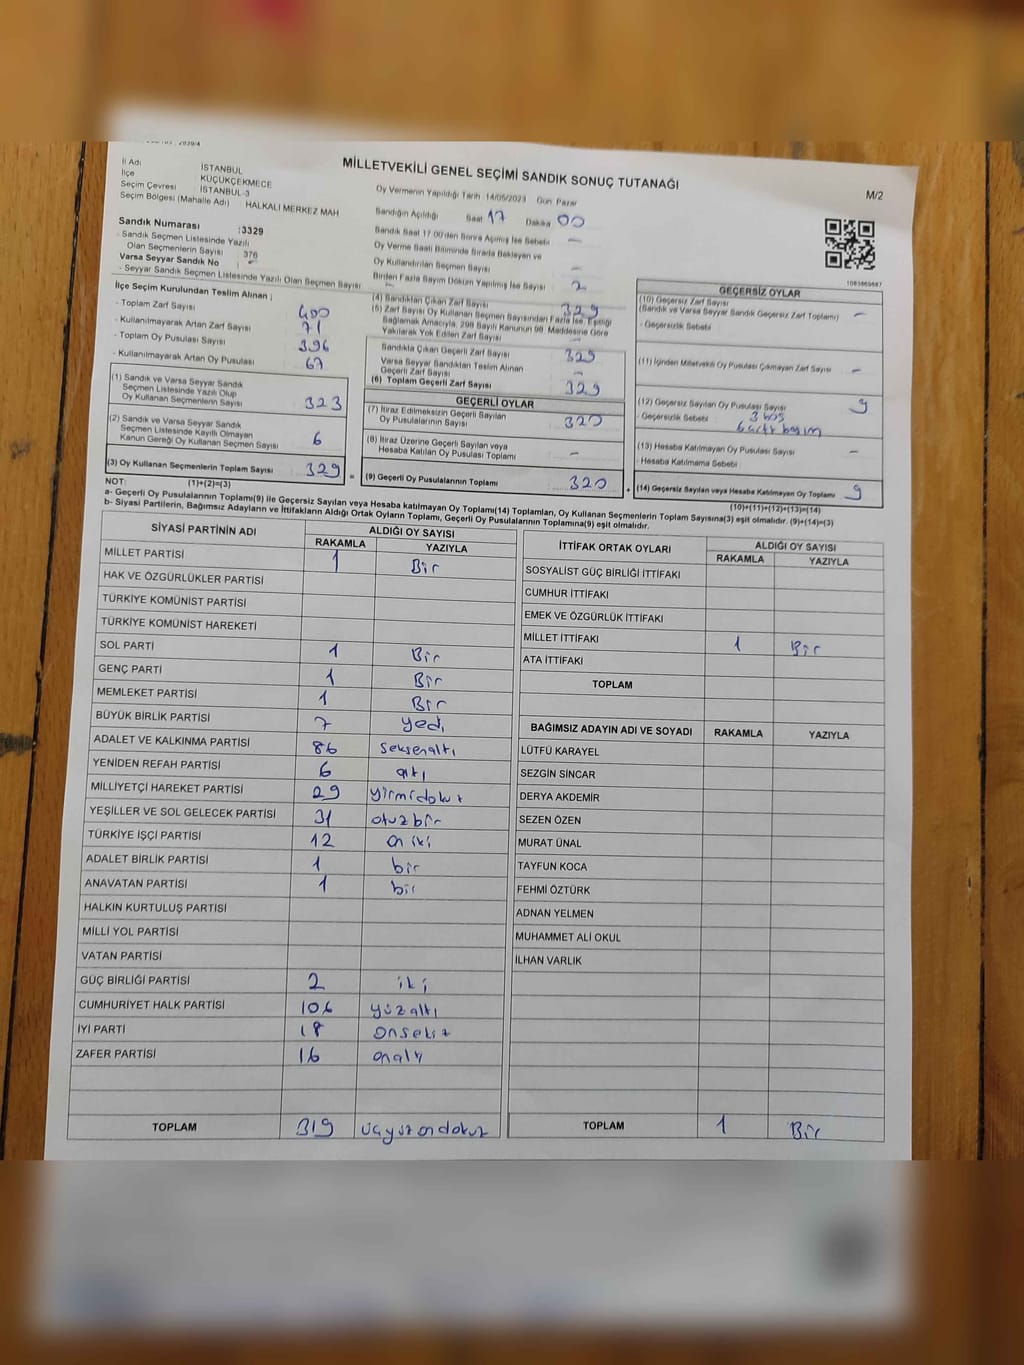 MİLLETVEKİLİ GENEL SEÇİMİ SANDIK SONUÇ TUTANAĞI
M/2
İl Adı İSTANBUL
İlçe KÜÇÜKÇEKMECE
Seçim Çevresi İSTANBUL-3
Seçim Bölgesi (Mahalle Adı) HALKALI MERKEZ MAH
Sandık Numarası :3329
- Sandık Seçmen Listesinde Yazılı
Olan Seçmenlerin Sayısı 376
Varsa Seyyar Sandık No : -
- Seyyar Sandık Seçmen Listesinde Yazılı Olan Seçmen Sayısı -
Oy Vermenin Yapıldığı Tarih 14/05/2023 Gün Pazar
Sandığın Açıldığı Saat 17 Dakika 00
Sandık Saat 17.00'den Sonra Açılmış İse Sebebi -
Oy Verme Saati Bitiminde Sırada Bekleyen ve
Oy Kullandırılan Seçmen Sayısı -
Birden Fazla Sayım Döküm Yapılmış İse Sayısı 2
1083865687
İlçe Seçim Kurulundan Teslim Alınan ;
- Toplam Zarf Sayısı 400
- Kullanılmayarak Artan Zarf Sayısı 71
- Toplam Oy Pusulası Sayısı 396
- Kullanılmayarak Artan Oy Pusulası 67
(1) Sandık ve Varsa Seyyar Sandık
Seçmen Listesinde Yazılı Olup
Oy Kullanan Seçmenlerin Sayısı 323
(2) Sandık ve Varsa Seyyar Sandık
Seçmen Listesinde Kayıtlı Olmayan
Kanun Gereği Oy Kullanan Seçmen Sayısı 6
(3) Oy Kullanan Seçmenlerin Toplam Sayısı 329 =
(4) Sandıktan Çıkan Zarf Sayısı 329
(5) Zarf Sayısı Oy Kullanan Seçmen Sayısından Fazla İse, Eşitliği
Sağlamak Amacıyla, 298 Sayılı Kanunun 98. Maddesine Göre
Yakılarak Yok Edilen Zarf Sayısı -
Sandıkta Çıkan Geçerli Zarf Sayısı 329
Varsa Seyyar Sandıktan Teslim Alınan
Geçerli Zarf Sayısı -
(6) Toplam Geçerli Zarf Sayısı 329
GEÇERLİ OYLAR
(7) İtiraz Edilmeksizin Geçerli Sayılan
Oy Pusulalarının Sayısı 320
(8) İtiraz Üzerine Geçerli Sayılan veya
Hesaba Katılan Oy Pusulası Toplamı -
(9) Geçerli Oy Pusulalarının Toplamı 320 +
GEÇERSİZ OYLAR
(10) Geçersiz Zarf Sayısı
(Sandık ve Varsa Seyyar Sandık Geçersiz Zarf Toplamı) -
- Geçersizlik Sebebi
(11) İçinden Milletvekili Oy Pusulası Çıkmayan Zarf Sayısı -
(12) Geçersiz Sayılan Oy Pusulası Sayısı 9
- Geçersizlik Sebebi 3 boş
6
(13) Hesaba Katılmayan Oy Pusulası Sayısı -
- Hesaba Katılmama Sebebi
(14) Geçersiz Sayılan veya Hesaba Katılmayan Oy Toplamı 9
NOT: (1)+(2)=(3) (10)+(11)+(12)+(13)=(14)
a- Geçerli Oy Pusulalarının Toplamı(9) ile Geçersiz Sayılan veya Hesaba katılmayan Oy Toplamı(14) Toplamları, Oy Kullanan Seçmenlerin Toplam Sayısına(3) eşit olmalıdır. (9)+(14)=(3)
b- Siyasi Partilerin, Bağımsız Adayların ve İttifakların Aldığı Ortak Oyların Toplamı, Geçerli Oy Pusulalarının Toplamına(9) eşit olmalıdır.
SİYASİ PARTİNİN ADI ALDIĞI OY SAYISI
RAKAMLA YAZIYLA
MİLLET PARTİSİ 1 Bir
HAK VE ÖZGÜRLÜKLER PARTİSİ
TÜRKİYE KOMÜNİST PARTİSİ
TÜRKİYE KOMÜNİST HAREKETİ
SOL PARTİ 1 Bir
GENÇ PARTİ 1 Bir
MEMLEKET PARTİSİ 1 Bir
BÜYÜK BİRLİK PARTİSİ 7 yedi
ADALET VE KALKINMA PARTİSİ 86 seksenaltı
YENİDEN REFAH PARTİSİ 6 altı
MİLLİYETÇİ HAREKET PARTİSİ 29 yirmidokuz
YEŞİLLER VE SOL GELECEK PARTİSİ 31 otuzbir
TÜRKİYE İŞÇİ PARTİSİ 12 on iki
ADALET BİRLİK PARTİSİ 1 bir
ANAVATAN PARTİSİ 1 bir
HALKIN KURTULUŞ PARTİSİ
MİLLİ YOL PARTİSİ
VATAN PARTİSİ
GÜÇ BİRLİĞİ PARTİSİ 2 iki
CUMHURİYET HALK PARTİSİ 106 yüzaltı
İYİ PARTİ 18 onsekiz
ZAFER PARTİSİ 16 onaltı
TOPLAM 319 üçyüzondokuz
İTTİFAK ORTAK OYLARI ALDIĞI OY SAYISI
RAKAMLA YAZIYLA
SOSYALİST GÜÇ BİRLİĞİ İTTİFAKI
CUMHUR İTTİFAKI
EMEK VE ÖZGÜRLÜK İTTİFAKI
MİLLET İTTİFAKI 1 Bir
ATA İTTİFAKI
TOPLAM
BAĞIMSIZ ADAYIN ADI VE SOYADI RAKAMLA YAZIYLA
LÜTFÜ KARAYEL
SEZGİN SİNCAR
DERYA AKDEMİR
SEZEN ÖZEN
MURAT ÜNAL
TAYFUN KOCA
FEHMİ ÖZTÜRK
ADNAN YELMEN
MUHAMMET ALİ OKUL
İLHAN VARLIK
TOPLAM 1 Bir